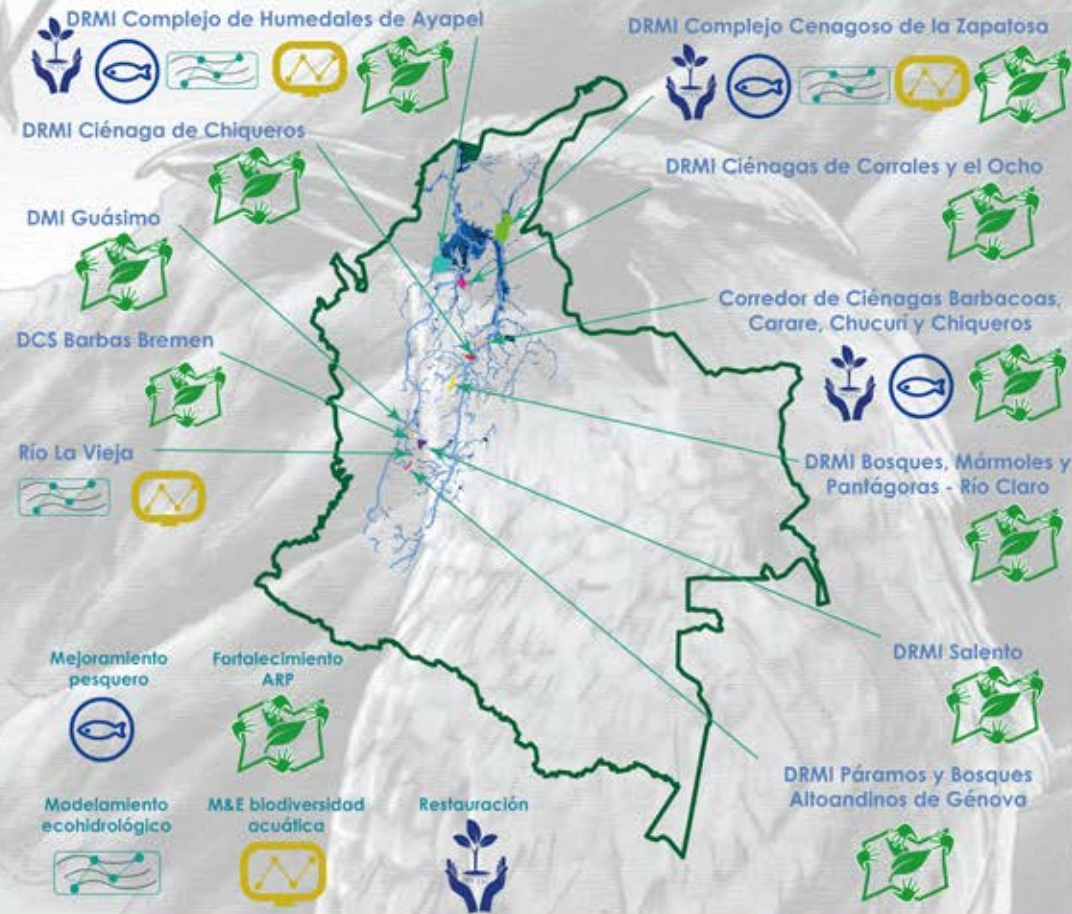 DRMI Complejo de Humedales de Ayapel
DRMI Complejo Cenagoso de la Zapatosa
DRMI Ciénaga de Chiqueros
DRMI Ciénagas de Corrales y el Ocho
DMI Guásimo
Corredor de Ciénagas Barbacoas,
Carare, Chucurí y Chiqueros
DCS Barbas Bremen
Río La Vieja
DRMI Bosques, Mármoles y
Pantágoras - Río Claro
DRMI Salento
DRMI Páramos y Bosques
Altoandinos de Génova
Mejoramiento
pesquero
Fortalecimiento
ARP
Modelamiento
ecohidrológico
M&E biodiversidad
acuática
Restauración